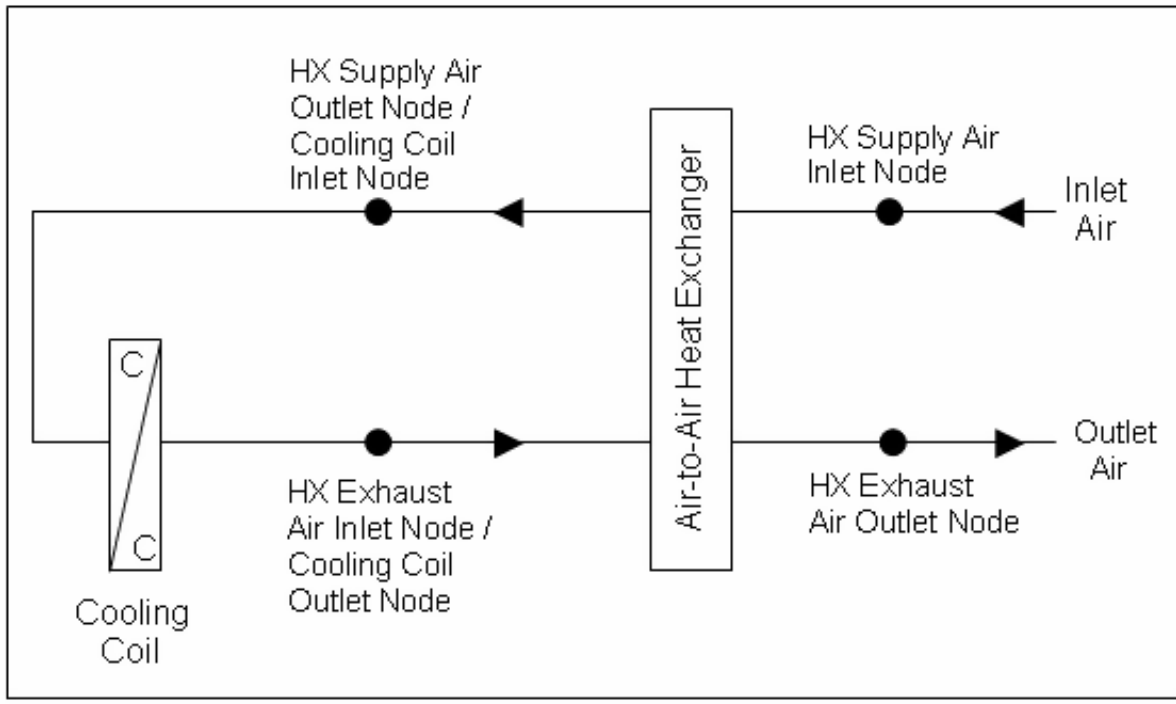 HX Supply Air
Outlet Node /
Cooling Coil
Inlet Node
HX Supply Air
Inlet Node
Inlet
Air
Air-to-Air Heat Exchanger
C
C
Cooling
Coil
HX Exhaust
Air Inlet Node /
Cooling Coil
Outlet Node
HX Exhaust
Air Outlet Node
Outlet
Air